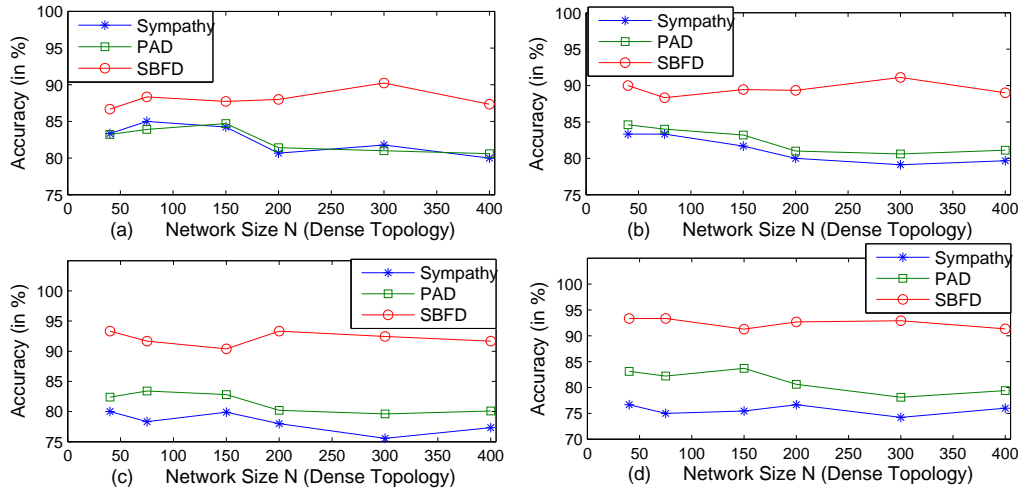 100
95
90
85
80
75
Accuracy (in %)
Sympathy
PAD
SBFD
0 50 100 150 200 250 300 350 400
(a) Network Size N (Dense Topology)
100
95
90
85
80
75
Accuracy (in %)
Sympathy
PAD
SBFD
0 50 100 150 200 250 300 350 400
(b) Network Size N (Dense Topology)
100
95
90
85
80
75
Accuracy (in %)
Sympathy
PAD
SBFD
0 50 100 150 200 250 300 350 400
(c) Network Size N (Dense Topology)
100
95
90
85
80
75
70
Accuracy (in %)
Sympathy
PAD
SBFD
0 50 100 150 200 250 300 350 400
(d) Network Size N (Dense Topology)